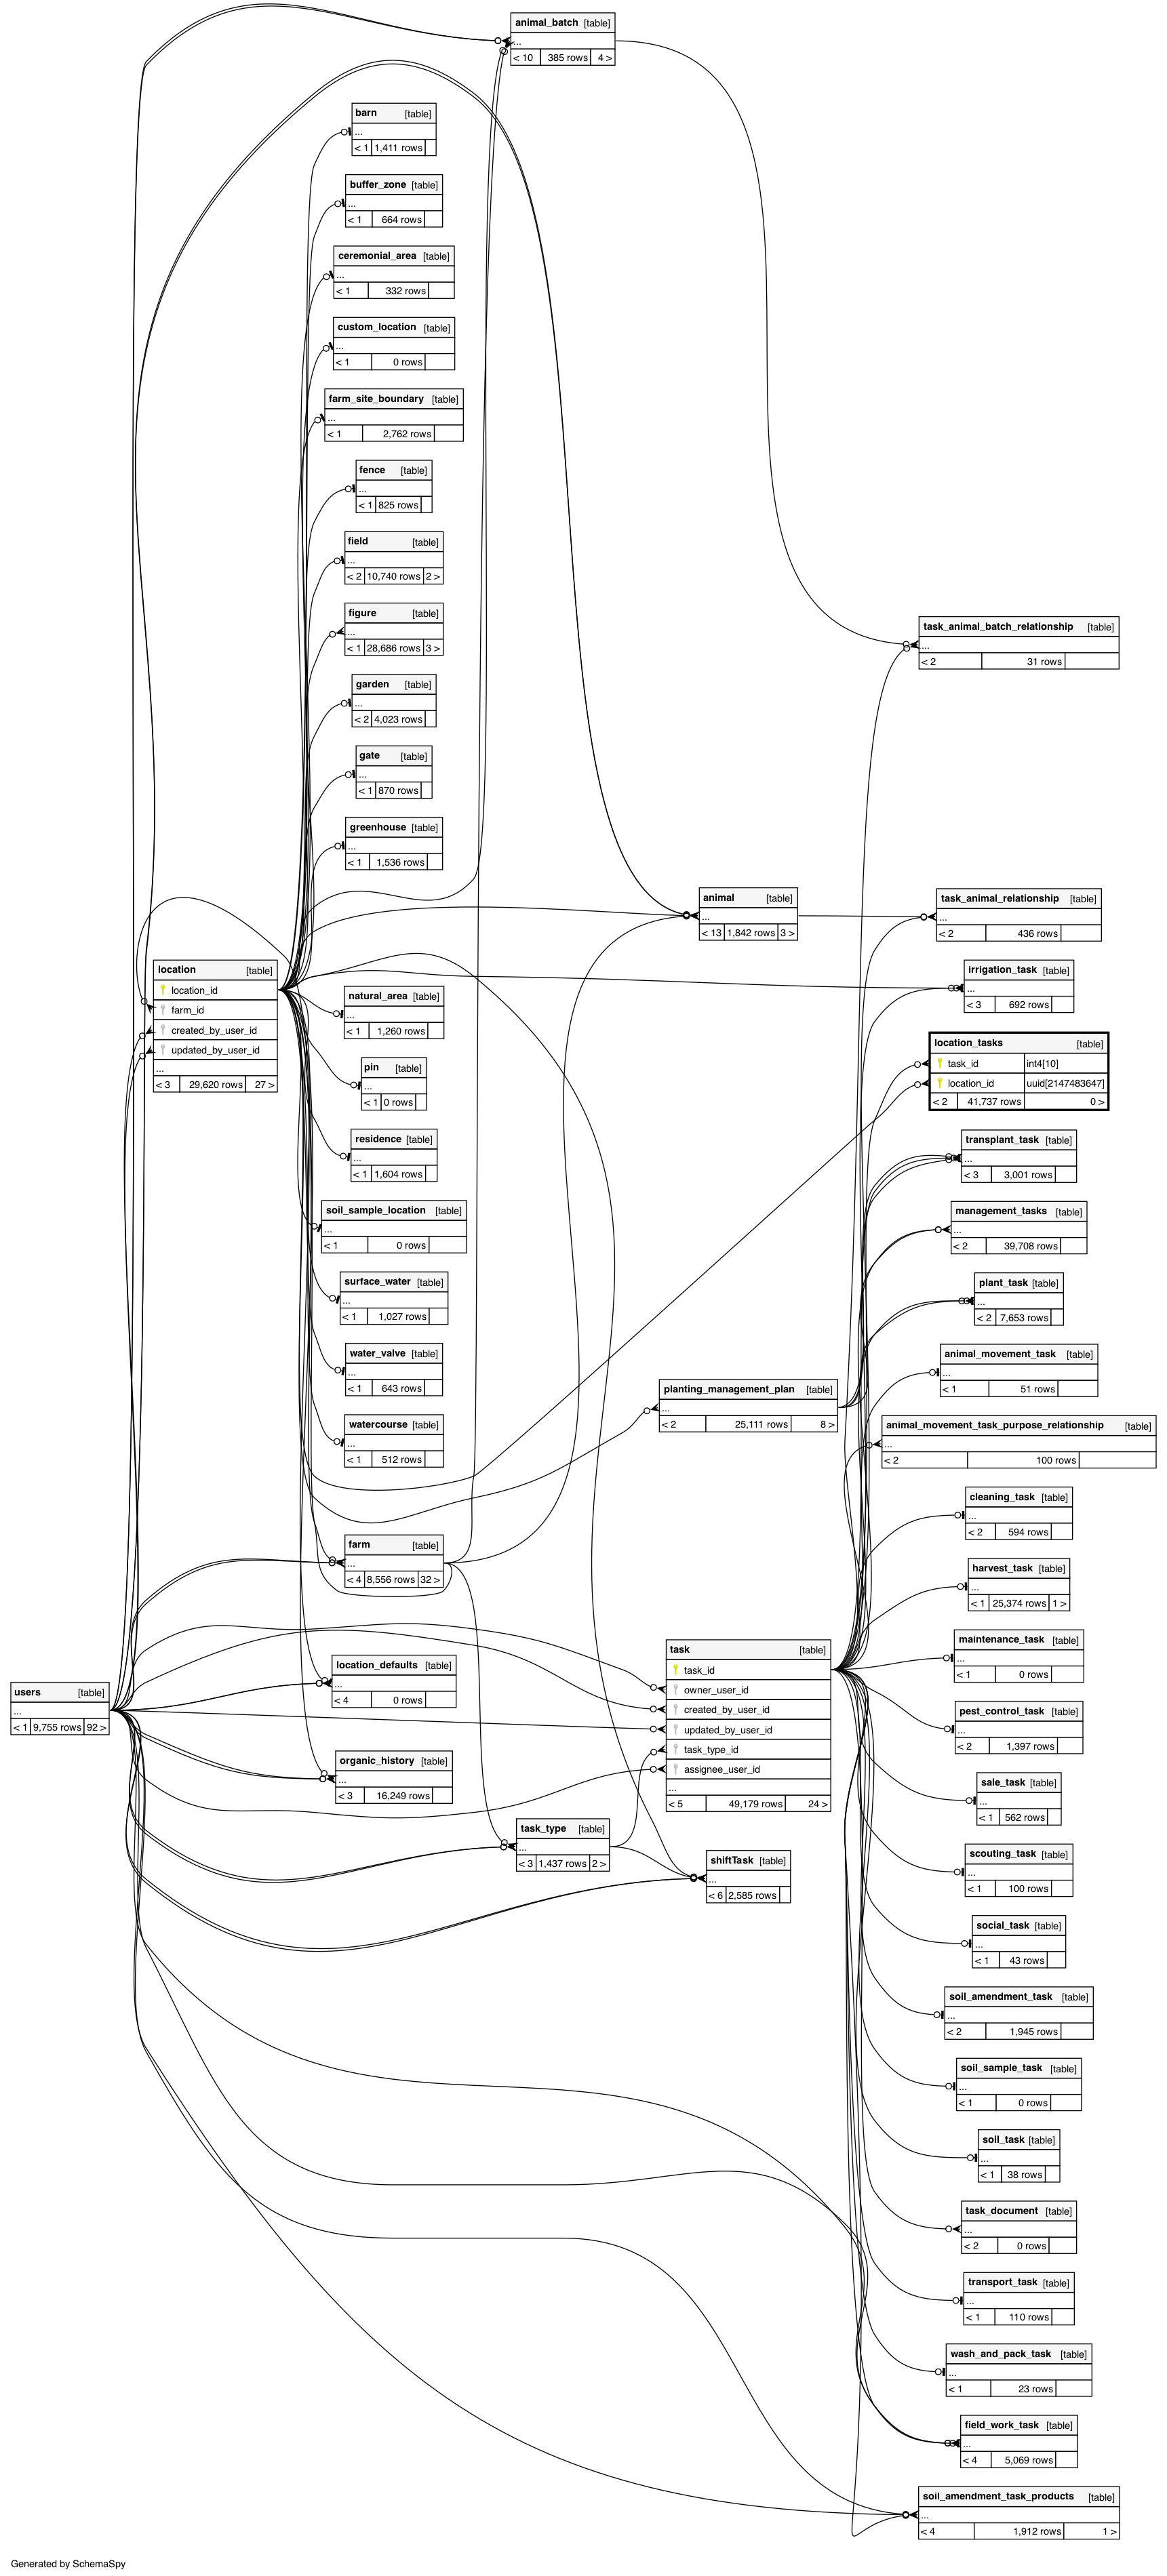 animal_batch [table]
...
< 10 385 rows 4 >
barn [table]
...
< 1 1,411 rows
buffer_zone [table]
...
< 1 664 rows
ceremonial_area [table]
...
< 1 332 rows
custom_location [table]
...
< 1 0 rows
farm_site_boundary [table]
...
< 1 2,762 rows
fence [table]
...
< 1 825 rows
field [table]
...
< 2 10,740 rows 2 >
figure [table]
...
< 1 28,686 rows 3 >
garden [table]
...
< 2 4,023 rows
gate [table]
...
< 1 870 rows
greenhouse [table]
...
< 1 1,536 rows
location [table]
location_id
farm_id
created_by_user_id
updated_by_user_id
...
< 3 29,620 rows 27 >
natural_area [table]
...
< 1 1,260 rows
pin [table]
...
< 1 0 rows
residence [table]
...
< 1 1,604 rows
soil_sample_location [table]
...
< 1 0 rows
surface_water [table]
...
< 1 1,027 rows
water_valve [table]
...
< 1 643 rows
watercourse [table]
...
< 1 512 rows
farm [table]
...
< 4 8,556 rows 32 >
location_defaults [table]
...
< 4 0 rows
users [table]
...
< 1 9,755 rows 92 >
organic_history [table]
...
< 3 16,249 rows
task_type [table]
...
< 3 1,437 rows 2 >
animal [table]
...
< 13 1,842 rows 3 >
planting_management_plan [table]
...
< 2 25,111 rows 8 >
task [table]
task_id
owner_user_id
created_by_user_id
updated_by_user_id
task_type_id
assignee_user_id
...
< 5 49,179 rows 24 >
shiftTask [table]
...
< 6 2,585 rows
task_animal_batch_relationship [table]
...
< 2 31 rows
task_animal_relationship [table]
...
< 2 436 rows
irrigation_task [table]
...
< 3 692 rows
location_tasks [table]
task_id int4[10]
location_id uuid[2147483647]
< 2 41,737 rows 0 >
transplant_task [table]
...
< 3 3,001 rows
management_tasks [table]
...
< 2 39,708 rows
plant_task [table]
...
< 2 7,653 rows
animal_movement_task [table]
...
< 1 51 rows
animal_movement_task_purpose_relationship [table]
...
< 2 100 rows
cleaning_task [table]
...
< 2 594 rows
harvest_task [table]
...
< 1 25,374 rows 1 >
maintenance_task [table]
...
< 1 0 rows
pest_control_task [table]
...
< 2 1,397 rows
sale_task [table]
...
< 1 562 rows
scouting_task [table]
...
< 1 100 rows
social_task [table]
...
< 1 43 rows
soil_amendment_task [table]
...
< 2 1,945 rows
soil_sample_task [table]
...
< 1 0 rows
soil_task [table]
...
< 1 38 rows
task_document [table]
...
< 2 0 rows
transport_task [table]
...
< 1 110 rows
wash_and_pack_task [table]
...
< 1 23 rows
field_work_task [table]
...
< 4 5,069 rows
soil_amendment_task_products [table]
...
< 4 1,912 rows 1 >
Generated by SchemaSpy